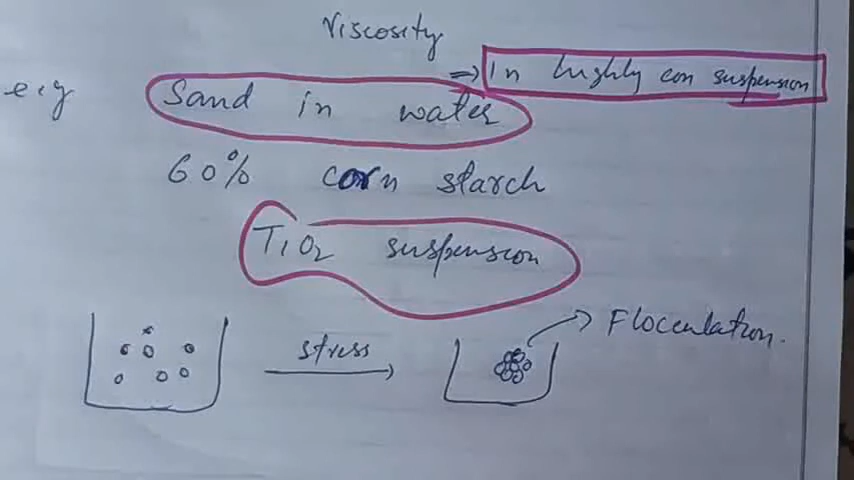 Viscosity
=> In highly con suspension
e.g Sand in water
60% corn starch
TiO2 suspension
stress
Flocculation.